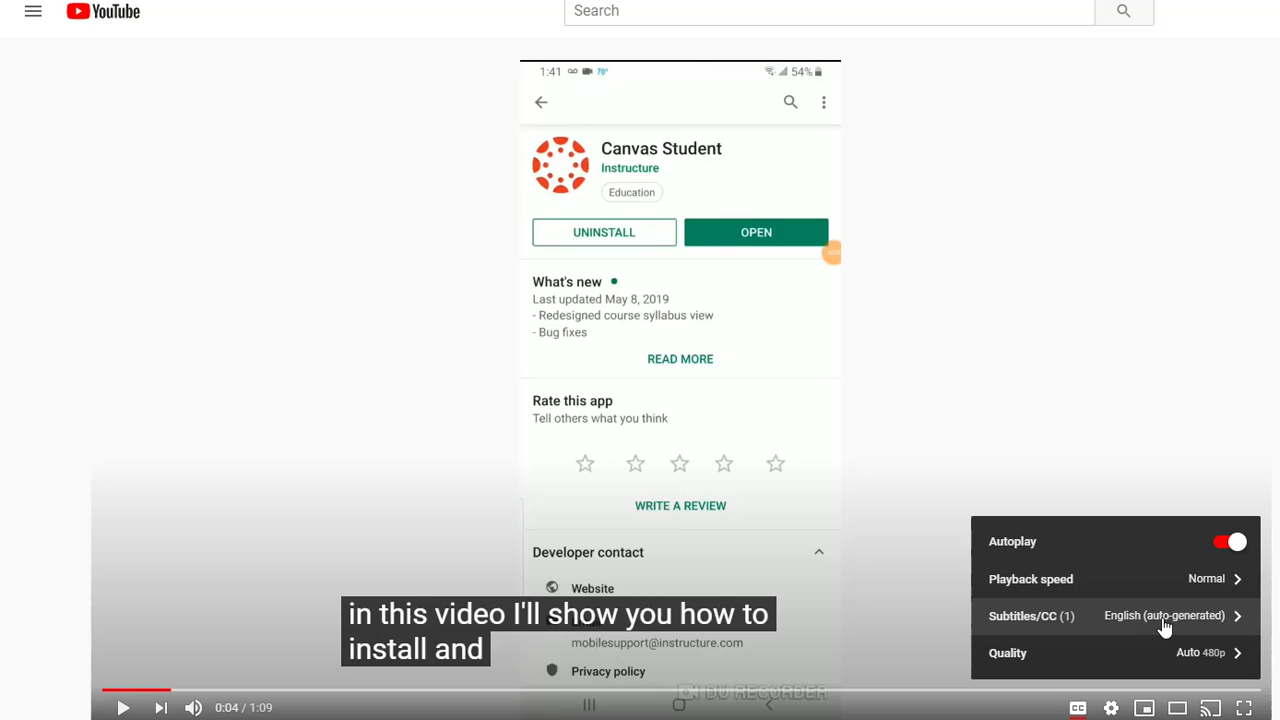 YouTube
Search
1:41 70° 54%
Canvas Student
Instructure
Education
UNINSTALL OPEN
What's new
Last updated May 8, 2019
- Redesigned course syllabus view
- Bug fixes
READ MORE
Rate this app
Tell others what you think
WRITE A REVIEW
Developer contact
Website
in this video I'll show you how to
install and
mobilesupport@instructure.com
Privacy policy
DU RECORDER
Autoplay
Playback speed Normal
Subtitles/CC (1) English (auto-generated)
Quality Auto 480p
0:04 / 1:09
CC